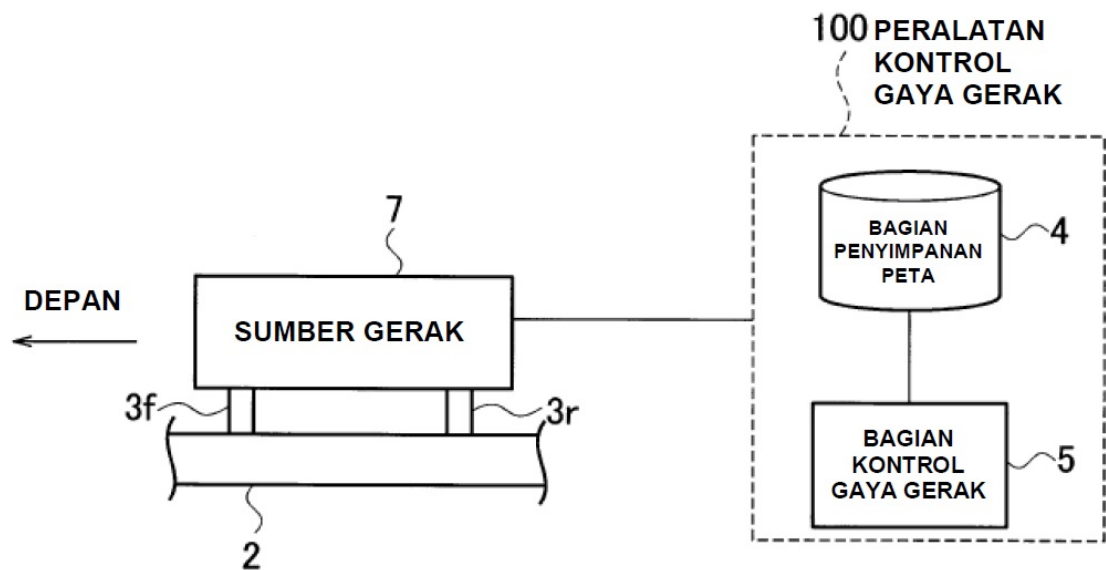 100 PERALATAN
KONTROL
GAYA GERAK
7
BAGIAN
PENYIMPANAN
PETA
4
DEPAN
SUMBER GERAK
3f
3r
BAGIAN
KONTROL
GAYA GERAK
5
2